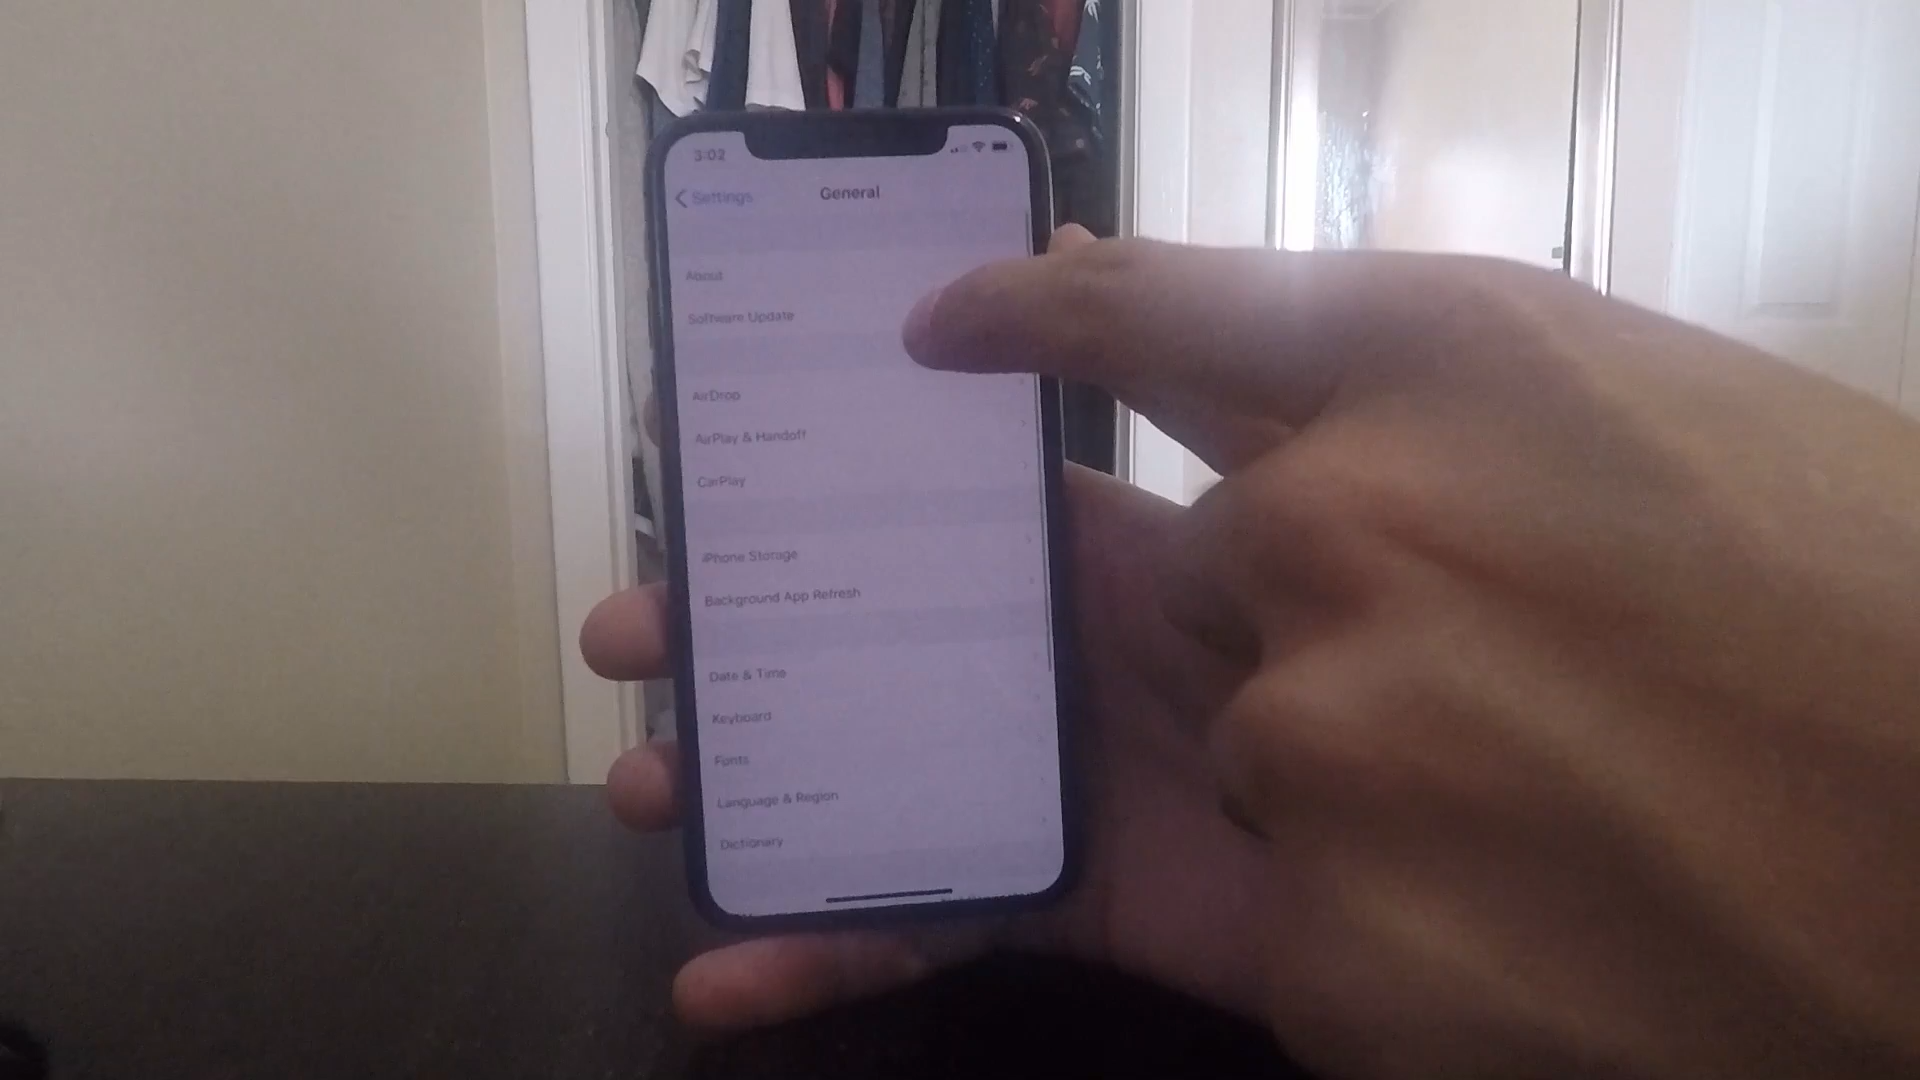 3:02
Settings
General
About
Software Update
AirDrop
AirPlay & Handoff
CarPlay
iPhone Storage
Background App Refresh
Date & Time
Keyboard
Fonts
Language & Region
Dictionary